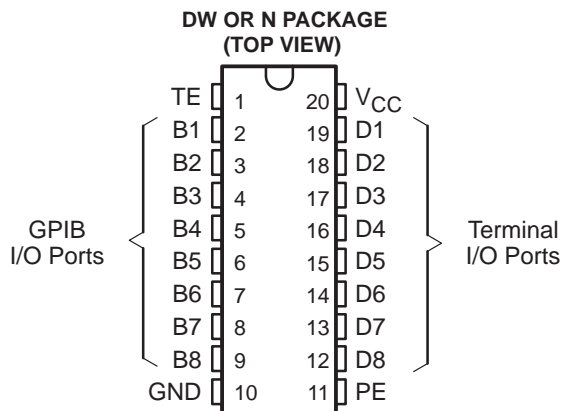 DW OR N PACKAGE
(TOP VIEW)
TE 1 20 VCC
B1 2 19 D1
B2 3 18 D2
B3 4 17 D3
B4 5 16 D4
B5 6 15 D5
B6 7 14 D6
B7 8 13 D7
B8 9 12 D8
GND 10 11 PE
GPIB
I/O Ports
Terminal
I/O Ports